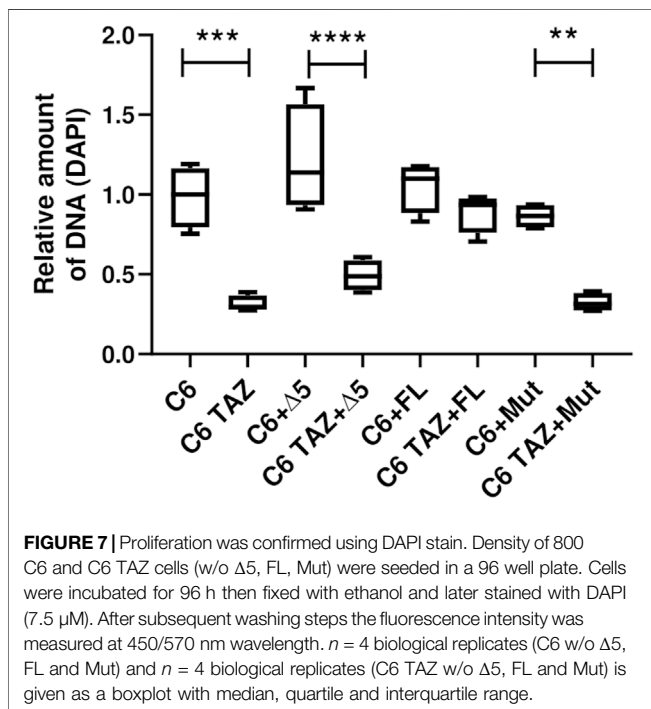 2.0
1.5
1.0
0.5
0.0
Relative amount
of DNA (DAPI)
***
****
**
C6
C6 TAZ
C6+Δ5
C6 TAZ+Δ5
C6+FL
C6 TAZ+FL
C6+Mut
C6 TAZ+Mut
FIGURE 7 | Proliferation was confirmed using DAPI stain. Density of 800
C6 and C6 TAZ cells (w/o Δ5, FL, Mut) were seeded in a 96 well plate. Cells
were incubated for 96 h then fixed with ethanol and later stained with DAPI
(7.5 μM). After subsequent washing steps the fluorescence intensity was
measured at 450/570 nm wavelength. n = 4 biological replicates (C6 w/o Δ5,
FL and Mut) and n = 4 biological replicates (C6 TAZ w/o Δ5, FL and Mut) is
given as a boxplot with median, quartile and interquartile range.